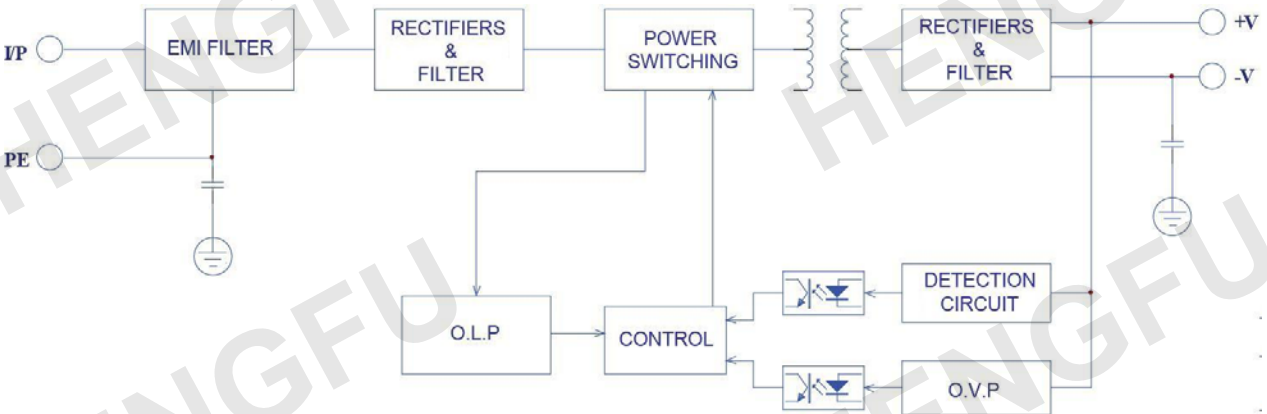 I/P
EMI FILTER
RECTIFIERS
&
FILTER
POWER
SWITCHING
RECTIFIERS
&
FILTER
+V
-V
PE
O.L.P
CONTROL
DETECTION
CIRCUIT
O.V.P
HENGFU
HENGFU
HENGFU
HENGFU